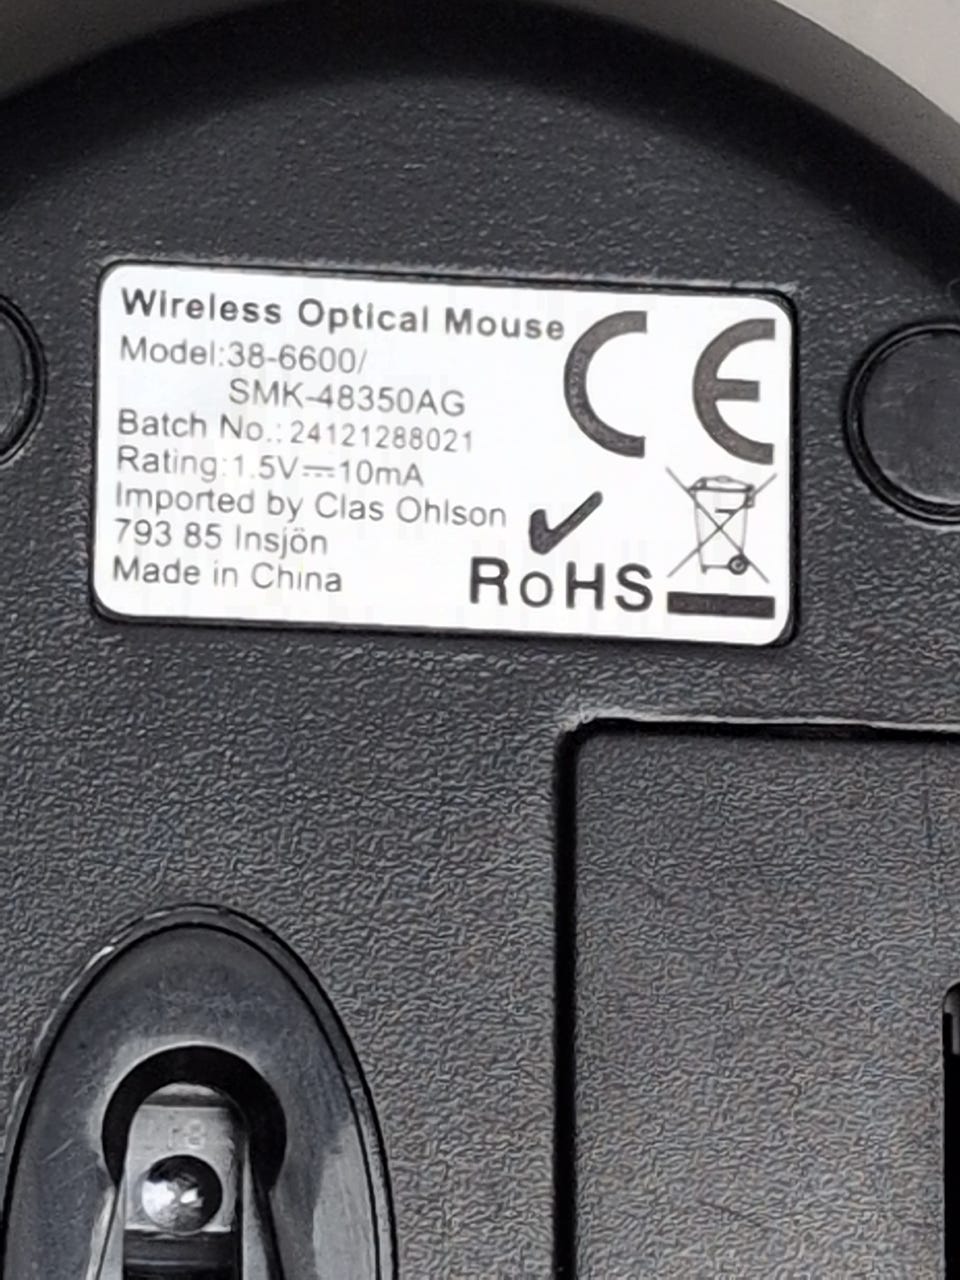 Wireless Optical Mouse
Model:38-6600/
SMK-48350AG
Batch No.: 24121288021
Rating:1.5V⎓10mA
Imported by Clas Ohlson
793 85 Insjön
Made in China
CE
RoHS